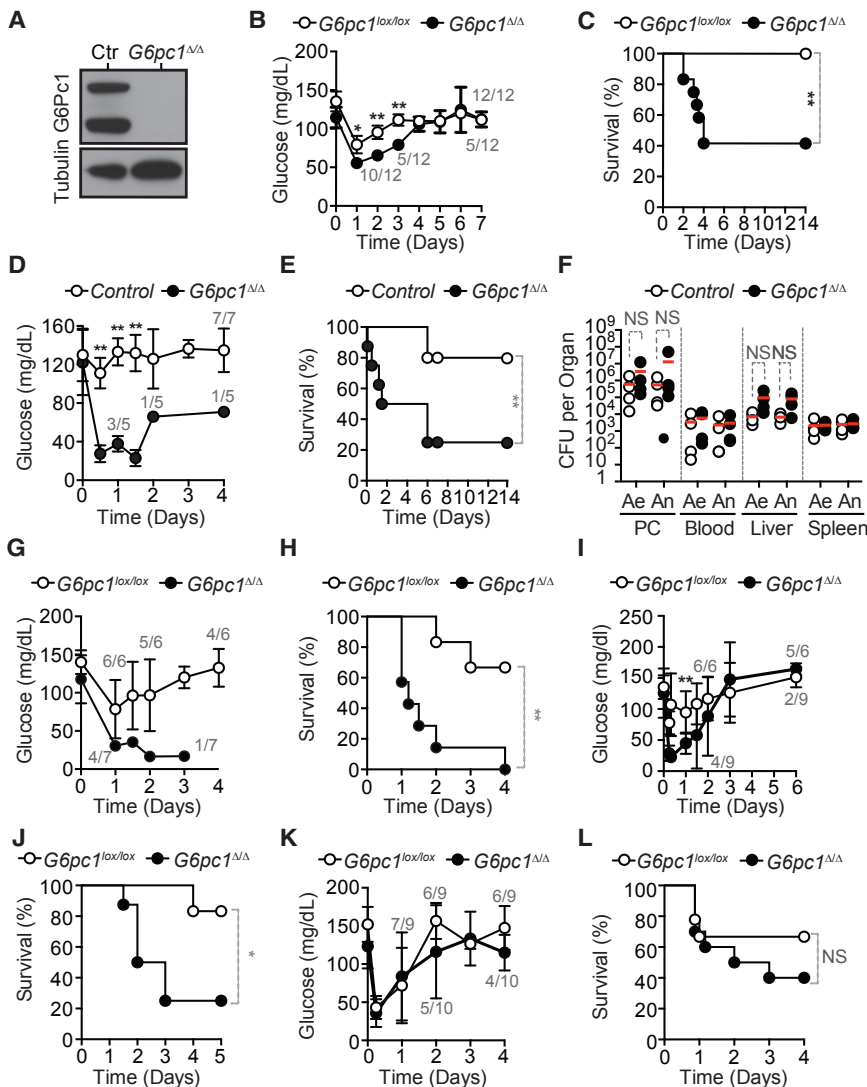 A
Ctr G6pc1Δ/Δ
Tubulin G6Pc1
B
G6pc1lox/lox G6pc1Δ/Δ
Glucose (mg/dL)
200
150
100
50
0
* ** **
10/12
5/12
12/12
5/12
0 1 2 3 4 5 6 7
Time (Days)
C
G6pc1lox/lox G6pc1Δ/Δ
Survival (%)
100
80
60
40
20
0
**
0 2 4 6 8 10 12 14
Time (Days)
D
Control G6pc1Δ/Δ
Glucose (mg/dL)
160
120
80
40
0
** ** **
7/7
3/5
1/5
1/5
0 1 2 3 4
Time (Days)
E
Control G6pc1Δ/Δ
Survival (%)
100
80
60
40
20
0
**
0 2 4 6 8 10 12 14
Time (Days)
F
Control G6pc1Δ/Δ
CFU per Organ
10⁹
10⁸
10⁷
10⁶
10⁵
10⁴
10³
10²
10¹
1
NS NS NS NS
Ae An Ae An Ae An Ae An
PC Blood Liver Spleen
G
G6pc1lox/lox G6pc1Δ/Δ
Glucose (mg/dL)
200
150
100
50
0
6/6
5/6
4/6
4/7
1/7
0 1 2 3 4
Time (Days)
H
G6pc1lox/lox G6pc1Δ/Δ
Survival (%)
100
80
60
40
20
0
**
0 1 2 3 4
Time (Days)
I
G6pc1lox/lox G6pc1Δ/Δ
Glucose (mg/dl)
250
200
150
100
50
0
**
6/6
5/6
2/9
4/9
0 1 2 3 4 5 6
Time (Days)
J
G6pc1lox/lox G6pc1Δ/Δ
Survival (%)
100
80
60
40
20
0
*
0 1 2 3 4 5
Time (Days)
K
G6pc1lox/lox G6pc1Δ/Δ
Glucose (mg/dL)
200
150
100
50
0
7/9
6/9
6/9
5/10
4/10
0 1 2 3 4
Time (Days)
L
G6pc1lox/lox G6pc1Δ/Δ
Survival (%)
100
80
60
40
20
0
NS
0 1 2 3 4
Time (Days)